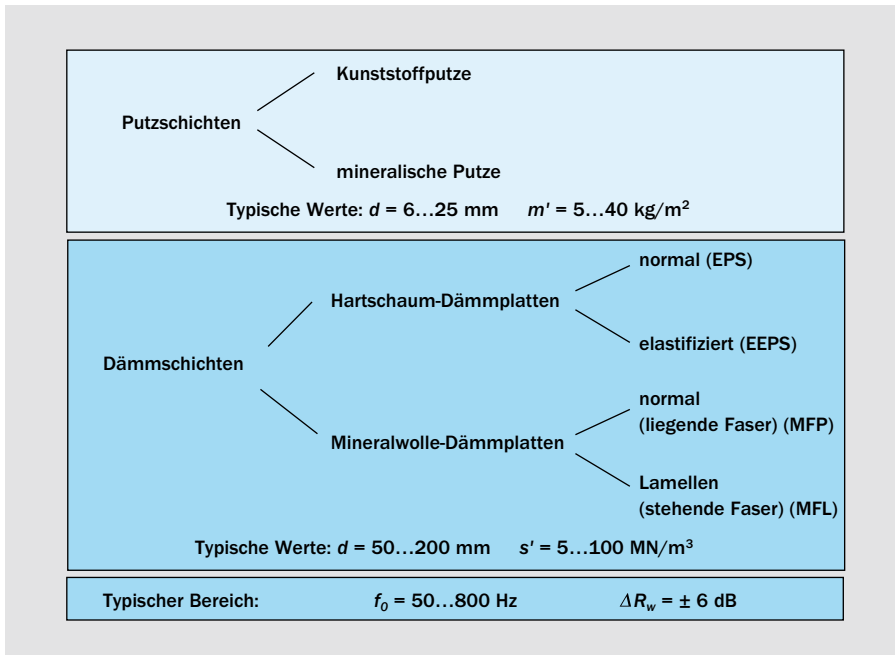 Kunststoffputze
Putzschichten
mineralische Putze
Typische Werte: d = 6...25 mm m' = 5...40 kg/m²
normal (EPS)
Hartschaum-Dämmplatten
elastifiziert (EEPS)
Dämmschichten
normal
(liegende Faser) (MFP)
Mineralwolle-Dämmplatten
Lamellen
(stehende Faser) (MFL)
Typische Werte: d = 50...200 mm s' = 5...100 MN/m³
Typischer Bereich: f₀ = 50...800 Hz ΔR_w = ± 6 dB